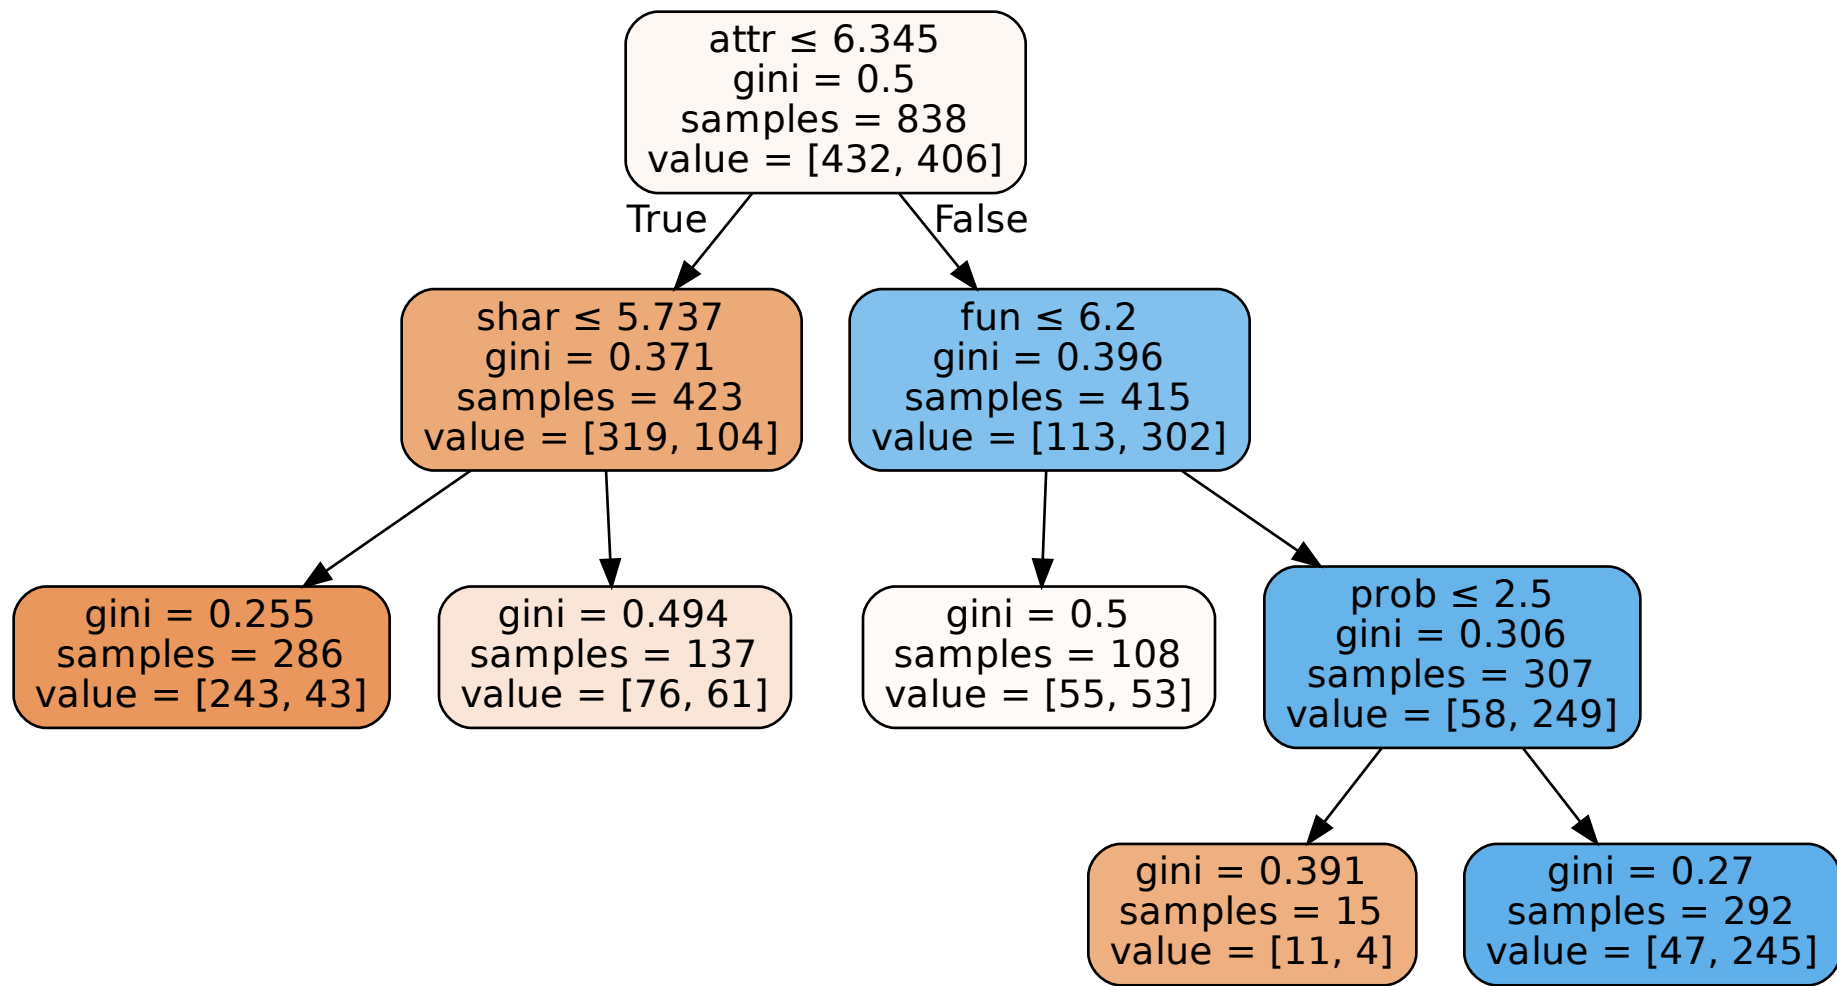 attr ≤ 6.345
gini = 0.5
samples = 838
value = [432, 406]
True
False
shar ≤ 5.737
gini = 0.371
samples = 423
value = [319, 104]
fun ≤ 6.2
gini = 0.396
samples = 415
value = [113, 302]
gini = 0.255
samples = 286
value = [243, 43]
gini = 0.494
samples = 137
value = [76, 61]
gini = 0.5
samples = 108
value = [55, 53]
prob ≤ 2.5
gini = 0.306
samples = 307
value = [58, 249]
gini = 0.391
samples = 15
value = [11, 4]
gini = 0.27
samples = 292
value = [47, 245]